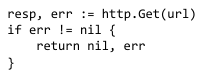 resp, err := http.Get(url)
if err != nil {
    return nil, err
}